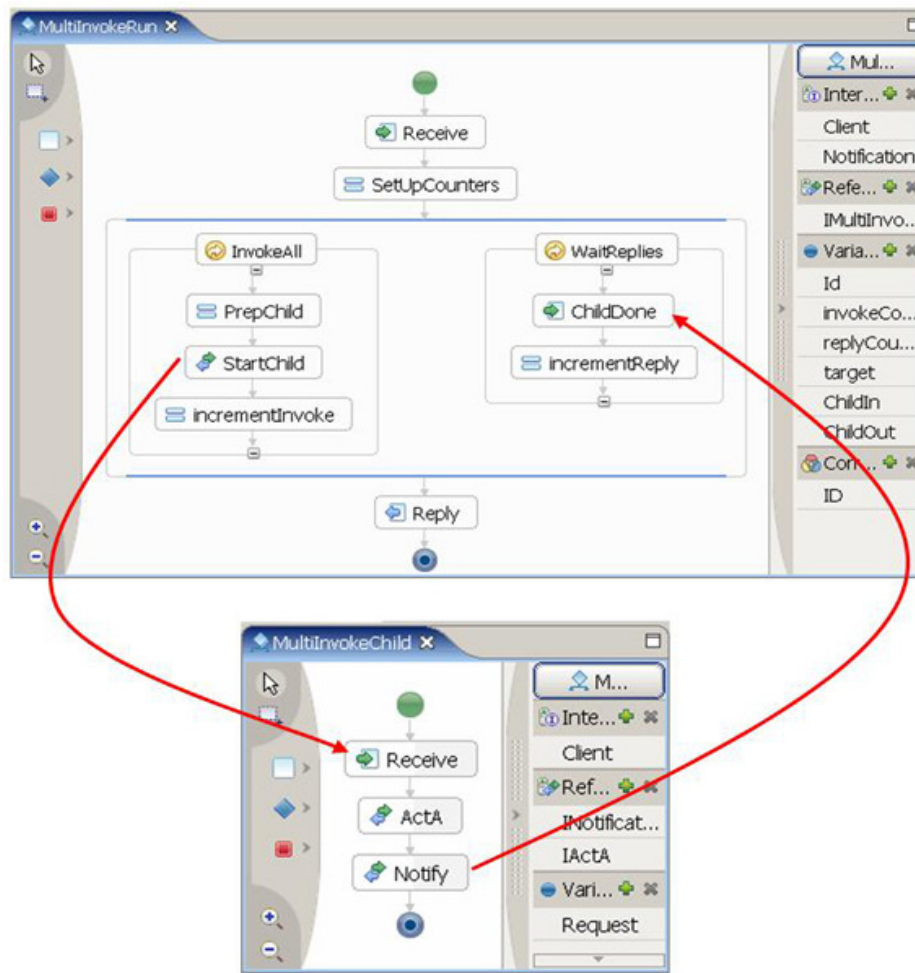 MultiInvokeRun
Receive
SetUpCounters
InvokeAll
PrepChild
StartChild
incrementInvoke
WaitReplies
ChildDone
incrementReply
Reply
Mul...
Inter...
Client
Notification
Refe...
IMultiInvo...
Varia...
Id
invokeCo...
replyCou...
target
ChildIn
ChildOut
Corr...
ID
MultiInvokeChild
Receive
ActA
Notify
M...
Inte...
Client
Ref...
INotificat...
IActA
Vari...
Request